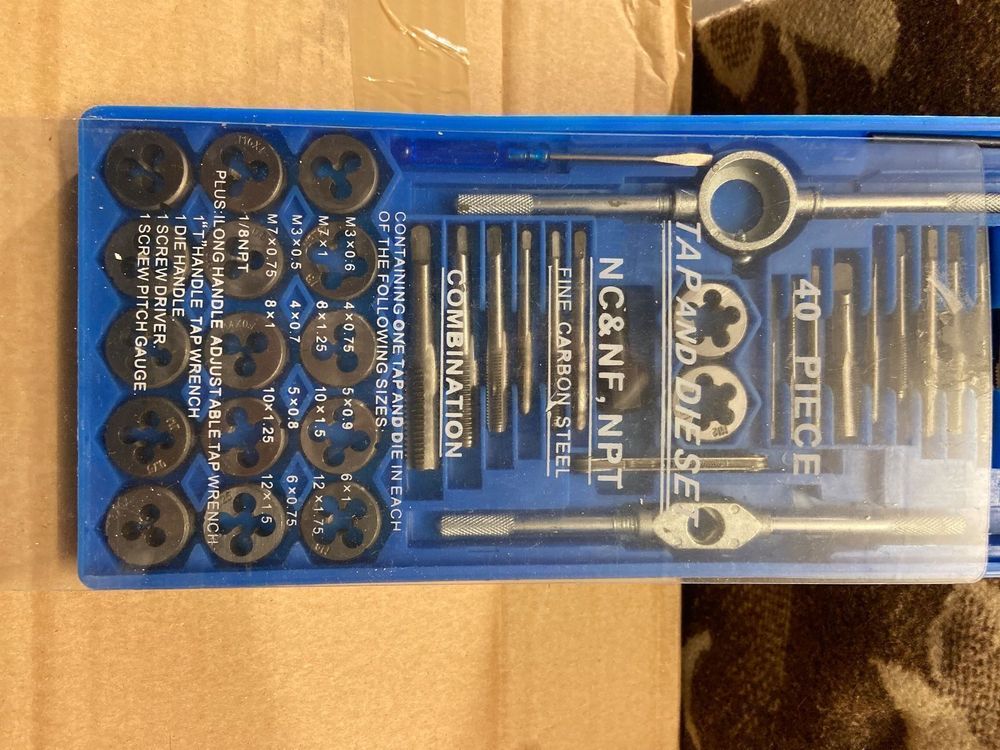 40 PIECE
TAP AND DIE SET
NC & NF, NPT
FINE CARBON STEEL
COMBINATION
CONTAINING ONE TAP AND DIE IN EACH
OF THE FOLLOWING SIZES:
M3×0.6 4×0.75 5×0.9 6×1
M7×1 8×1.25 10×1.5 12×1.75
M3×0.5 4×0.7 5×0.8 6×0.75
M7×0.75 8×1 10×1.25 12×1.5
1/8NPT
PLUS:1LONG HANDLE ADJUSTABLE TAP WRENCH
1"T"HANDLE TAP WRENCH
1 DIE HANDLE
1 SCREW DRIVER.
1 SCREW PITCH GAUGE.